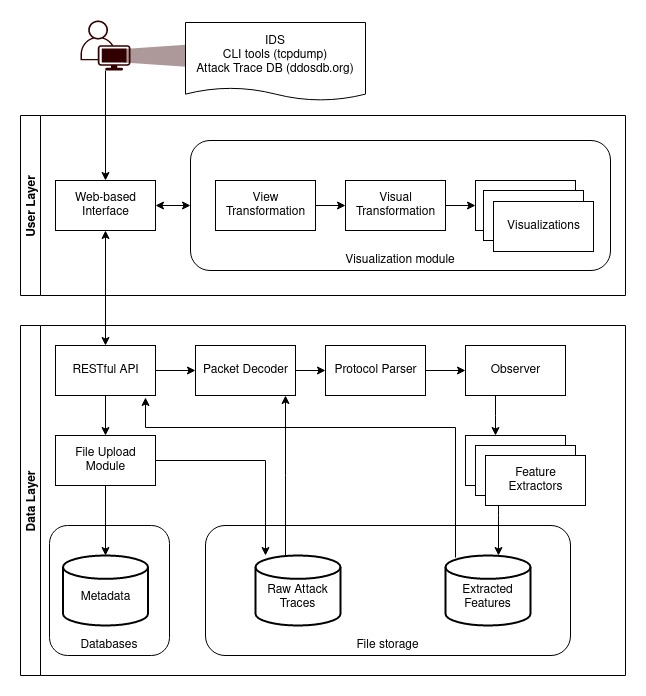 IDS
CLI tools (tcpdump)
Attack Trace DB (ddosdb.org)
User Layer
Web-based
Interface
View
Transformation
Visual
Transformation
Visualizations
Visualization module
Data Layer
RESTful API
Packet Decoder
Protocol Parser
Observer
File Upload
Module
Feature
Extractors
Metadata
Databases
Raw Attack
Traces
Extracted
Features
File storage